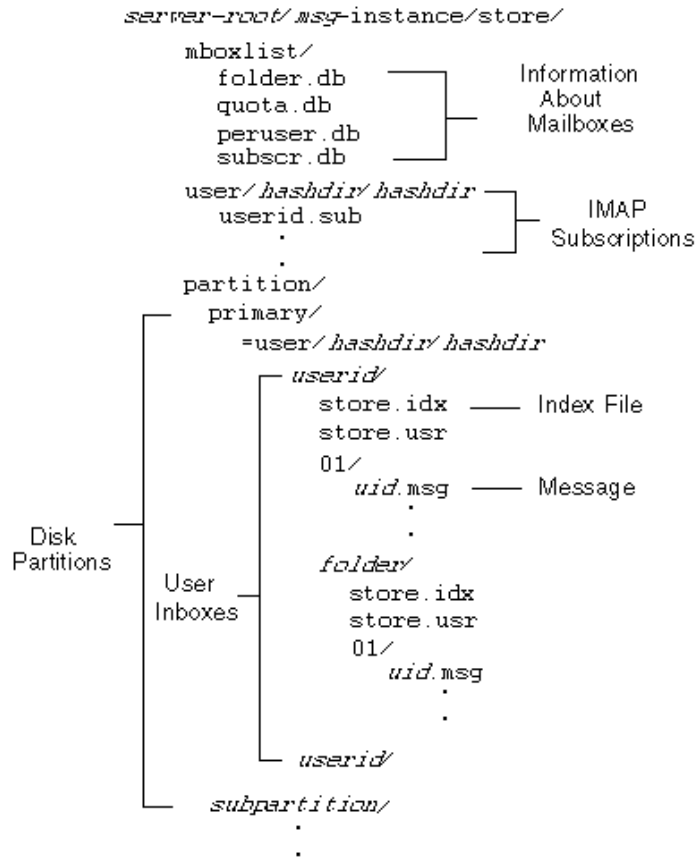 server-root/msg-instance/store/
mboxlist/
folder.db
quota.db
peruser.db
subscr.db
Information
About
Mailboxes
user/hashdir/hashdir
userid.sub
.
.
IMAP
Subscriptions
partition/
primary/
=user/hashdir/hashdir
userid/
store.idx
Index File
store.usr
01/
uid.msg
Message
.
.
Disk
Partitions
User
Inboxes
folder/
store.idx
store.usr
01/
uid.msg
.
.
userid/
subpartition/
.
.